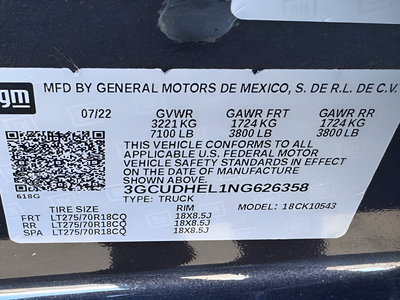 gm
MFD BY GENERAL MOTORS DE MEXICO, S. DE R.L. DE C.V.
07/22 GVWR GAWR FRT GAWR RR
3221 KG 1724 KG 1724 KG
7100 LB 3800 LB 3800 LB
THIS VEHICLE CONFORMS TO ALL
APPLICABLE U.S. FEDERAL MOTOR
VEHICLE SAFETY STANDARDS IN EFFECT
ON THE DATE OF MANUFACTURE SHOWN ABOVE.
618G 3GCUDHEL1NG626358
TYPE: TRUCK MODEL: 18CK10543
RIM
FRT LT275/70R18CQ 18X8.5J
RR LT275/70R18CQ 18X8.5J
SPA LT275/70R18CQ 18X8.5J